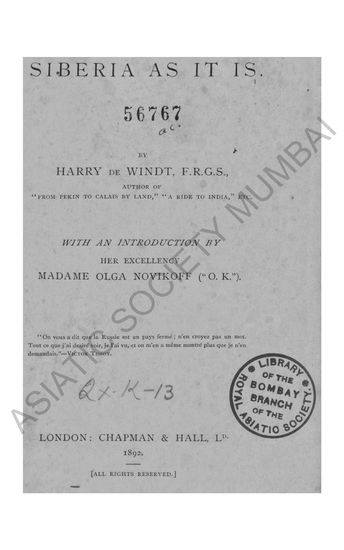 SIBERIA AS IT IS.
56767
ac.
BY
HARRY DE WINDT, F.R.G.S.,
AUTHOR OF
"FROM PEKIN TO CALAIS BY LAND," "A RIDE TO INDIA," ETC.
WITH AN INTRODUCTION BY
HER EXCELLENCY
MADAME OLGA NOVIKOFF ("O. K.").
"On vous a dit que la Russie est un pays fermé; n'en croyez pas un mot.
Tout ce que j'ai désiré voir, je l'ai vu, et on m'en a même montré plus que je n'en
demandais."—VICTOR TISSOT.
2x-K-13
LIBRARY
OF THE
BOMBAY
BRANCH
OF THE
ROYAL ASIATIC SOCIETY.
LONDON: CHAPMAN & HALL, LD.
1892.
[ALL RIGHTS RESERVED.]
ASIATIC SOCIETY MUMBAI